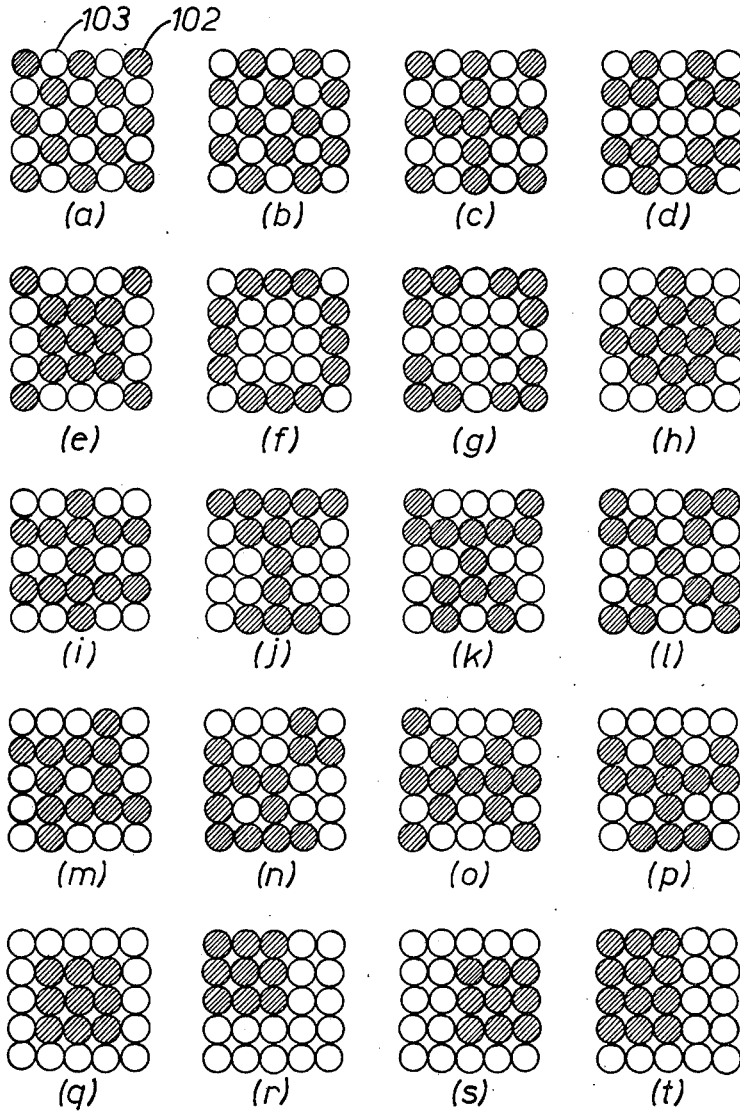 103 102
(a) (b) (c) (d)
(e) (f) (g) (h)
(i) (j) (k) (l)
(m) (n) (o) (p)
(q) (r) (s) (t)